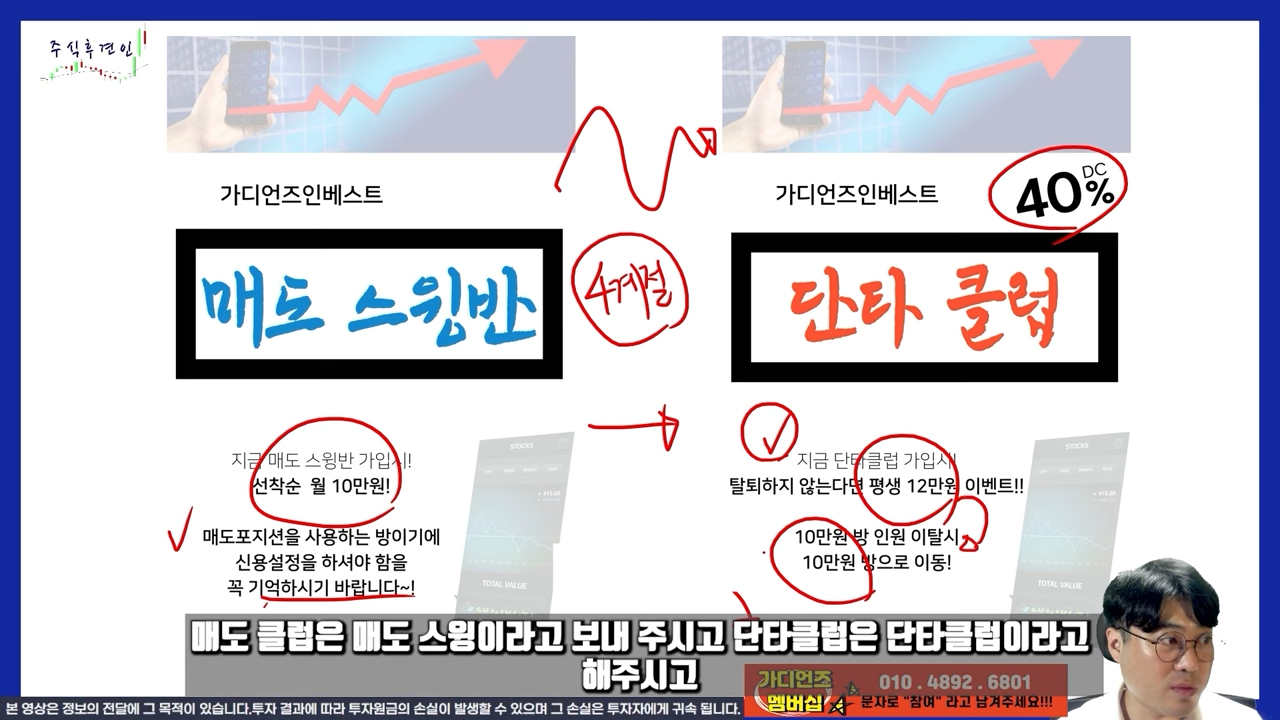 주식후견인
가디언즈인베스트
매도 스윙반
4계절
지금 매도 스윙반 가입시!
선착순 월 10만원!
매도포지션을 사용하는 방이기에
신용설정을 하셔야 함을
꼭 기억하시기 바랍니다~!
STOCKS
TOTAL VALUE
가디언즈인베스트
DC
40%
단타 클럽
지금 단타클럽 가입시!
탈퇴하지 않는다면 평생 12만원 이벤트!!
10만원 방 인원 이탈시,
10만원 방으로 이동!
STOCKS
TOTAL VALUE
매도 클럽은 매도 스윙이라고 보내 주시고 단타클럽은 단타클럽이라고
해주시고
가디언즈
멤버십
010 . 4892 . 6801
문자로 "참여" 라고 남겨주세요!!!
본 영상은 정보의 전달에 그 목적이 있습니다.투자 결과에 따라 투자원금의 손실이 발생할 수 있으며 그 손실은 투자자에게 귀속 됩니다.